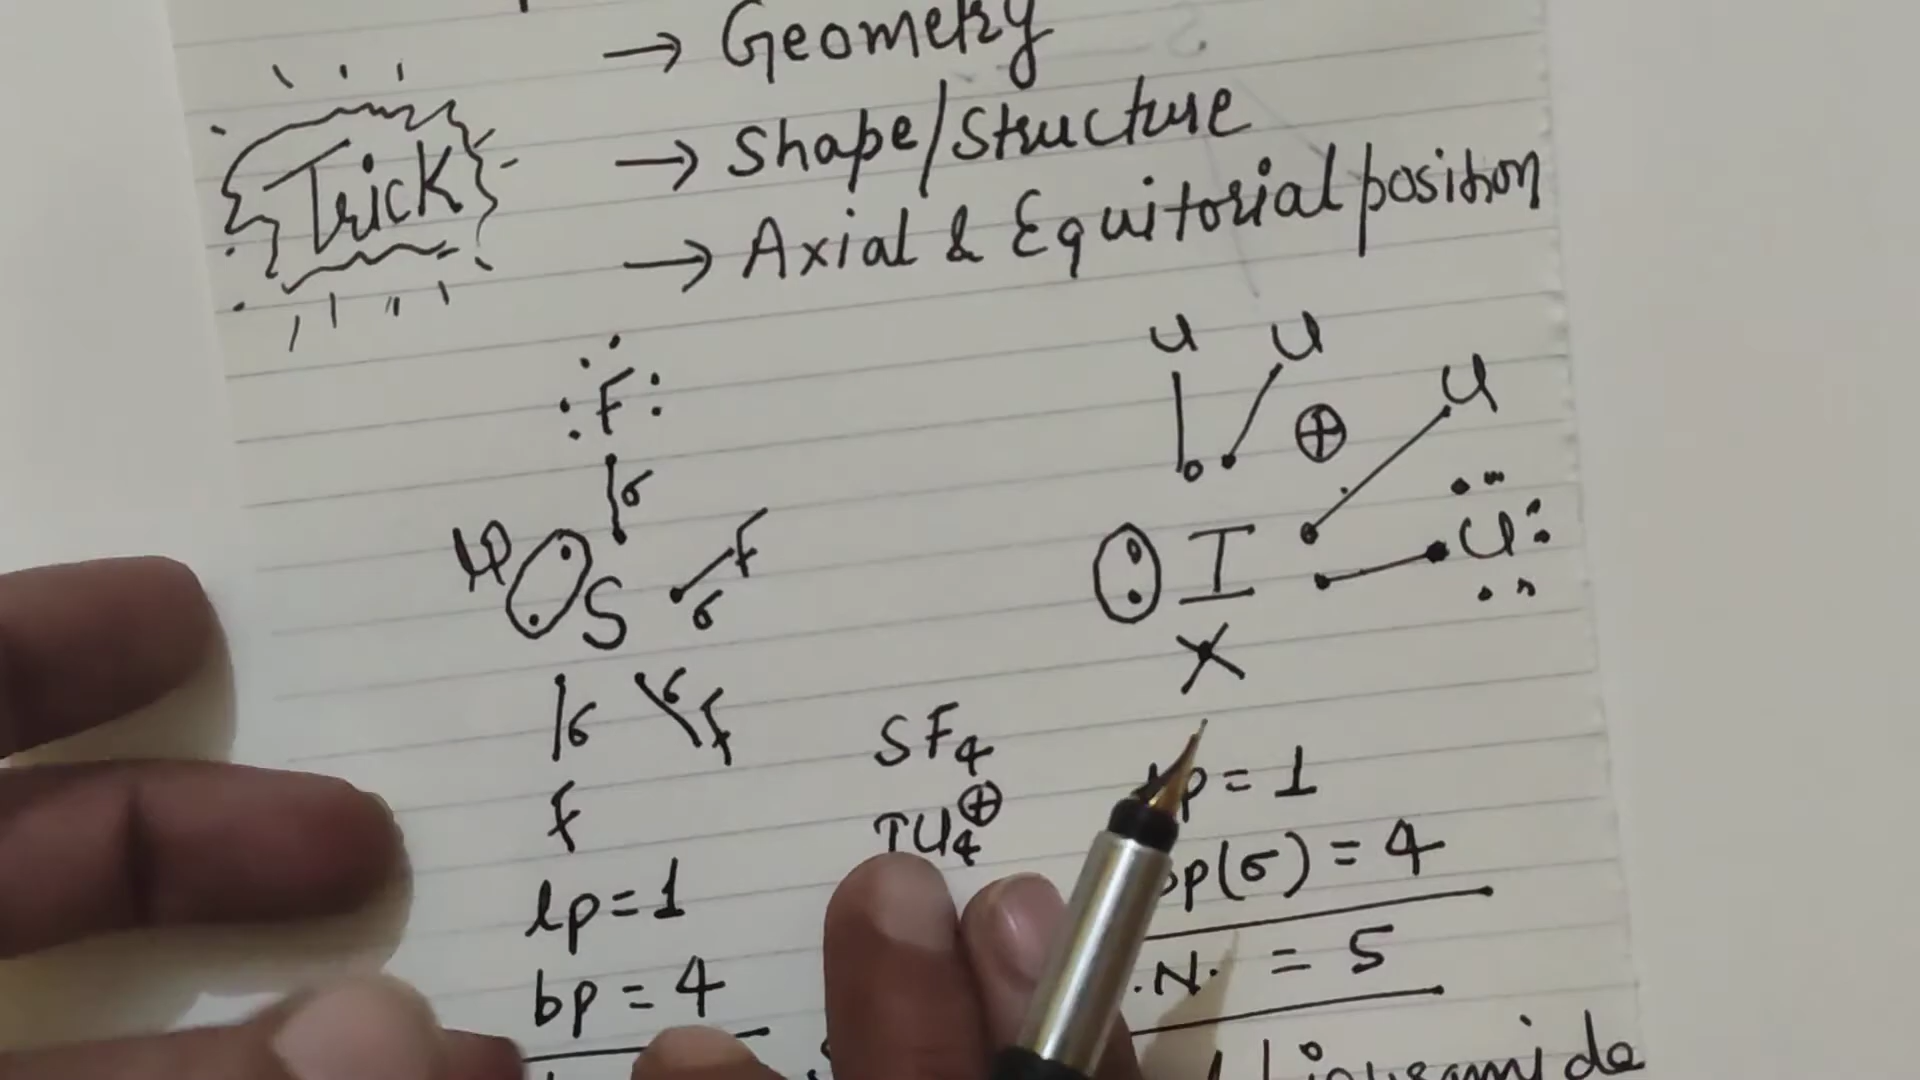 → Geometry
Trick
→ Shape/Structure
→ Axial & Equitorial position
F
σ
lp S σ F
σ σ F
F
lp = 1
bp = 4
SF4
ICl4⊕
Cl Cl
⊕ Cl
I Cl
lp = 1
bp(σ) = 4
.N. = 5